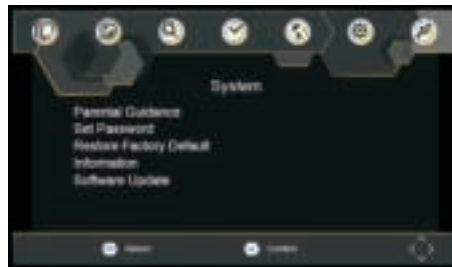 System
Parental Guidance
Set Password
Restore Factory Default
Information
Software Update